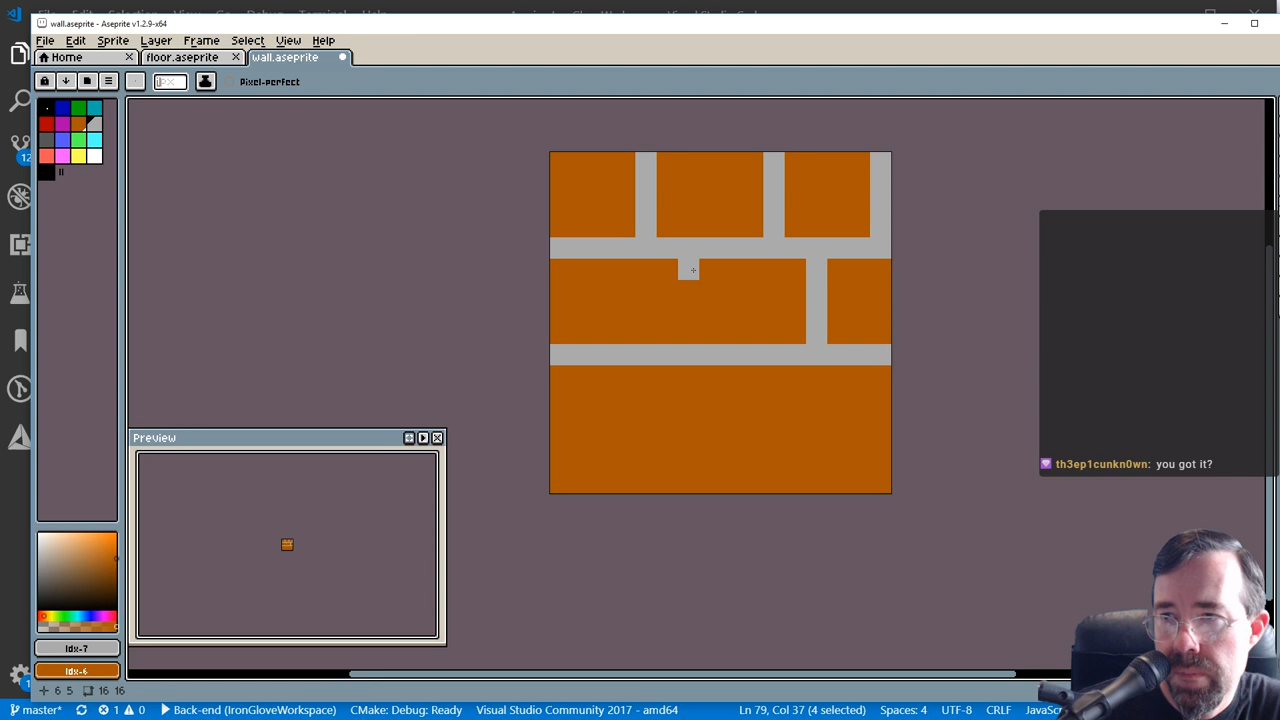 wall.aseprite - Aseprite v1.2.9-x64
File Edit Sprite Layer Frame Select View Help
Home floor.aseprite wall.aseprite
Pixel-perfect
Preview
th3ep1cunkn0wn: you got it?
Idx-7
Idx-6
6 5 16 16
12
1
master* 1 0 Back-end (IronGloveWorkspace) CMake: Debug: Ready Visual Studio Community 2017 - amd64 Ln 79, Col 37 (4 selected) Spaces: 4 UTF-8 CRLF JavaSc